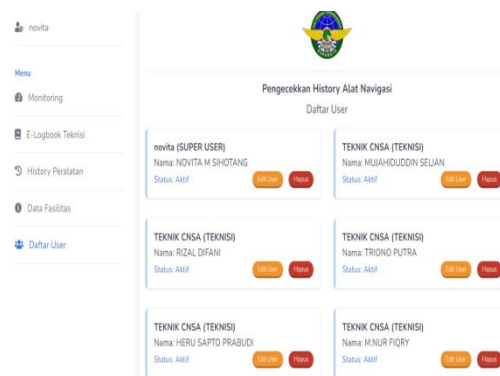 novita
Menu
Monitoring
E-Logbook Teknisi
History Peralatan
Data Fasilitas
Daftar User
Pengecekkan History Alat Navigasi
Daftar User
novita (SUPER USER)
Nama: NOVITA M SIHOTANG
Status: Aktif
Edit User
Hapus
TEKNIK CNSA (TEKNISI)
Nama: MUJAHIDUDDIN SELIAN
Status: Aktif
Edit User
Hapus
TEKNIK CNSA (TEKNISI)
Nama: RIZAL DIFANI
Status: Aktif
Edit User
Hapus
TEKNIK CNSA (TEKNISI)
Nama: TRIONO PUTRA
Status: Aktif
Edit User
Hapus
TEKNIK CNSA (TEKNISI)
Nama: HERU SAPTO PRABUDI
Status: Aktif
Edit User
Hapus
TEKNIK CNSA (TEKNISI)
Nama: M.NUR FIQRY
Status: Aktif
Edit User
Hapus